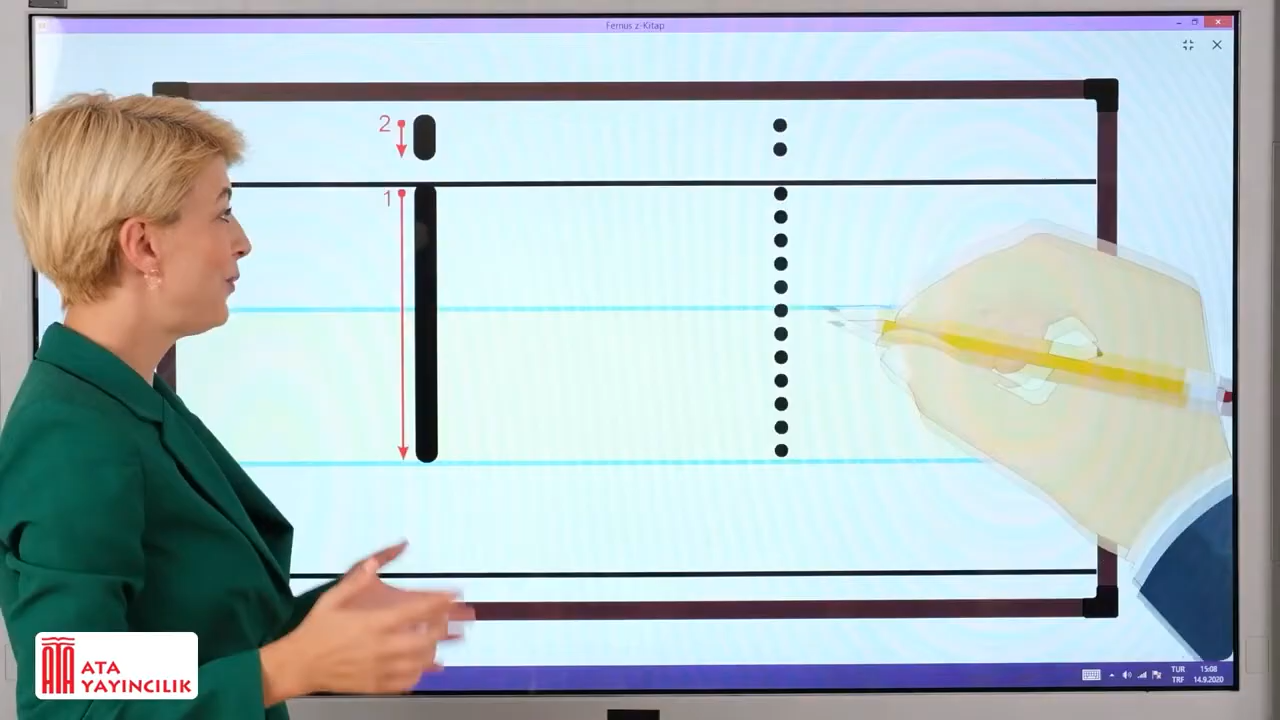 Fernus z-Kitap
2
1
ATA
YAYINCILIK
TUR 15:08
TRF 14.9.2020